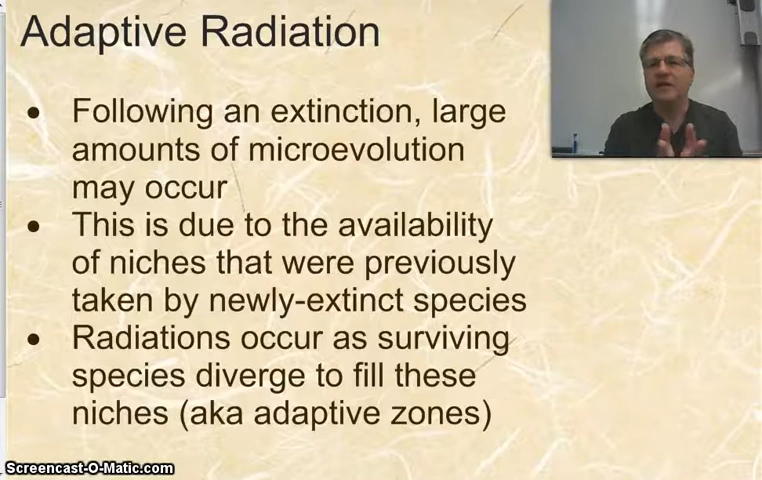 Adaptive Radiation
• Following an extinction, large
amounts of microevolution
may occur
• This is due to the availability
of niches that were previously
taken by newly-extinct species
• Radiations occur as surviving
species diverge to fill these
niches (aka adaptive zones)
Screencast-O-Matic.com